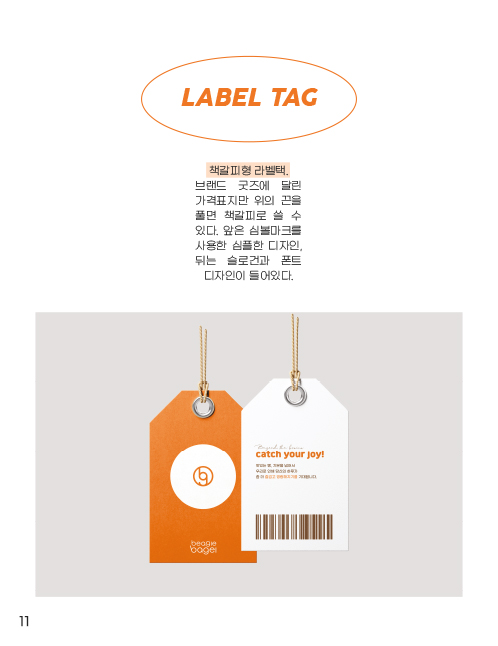 LABEL TAG
책갈피형 라벨택.
브랜드 굿즈에 달린
가격표지만 위의 끈을
풀면 책갈피로 쓸 수
있다. 앞은 심볼마크를
사용한 심플한 디자인,
뒤는 슬로건과 폰트
디자인이 들어있다.
catch your joy!
beagle
bagel
11